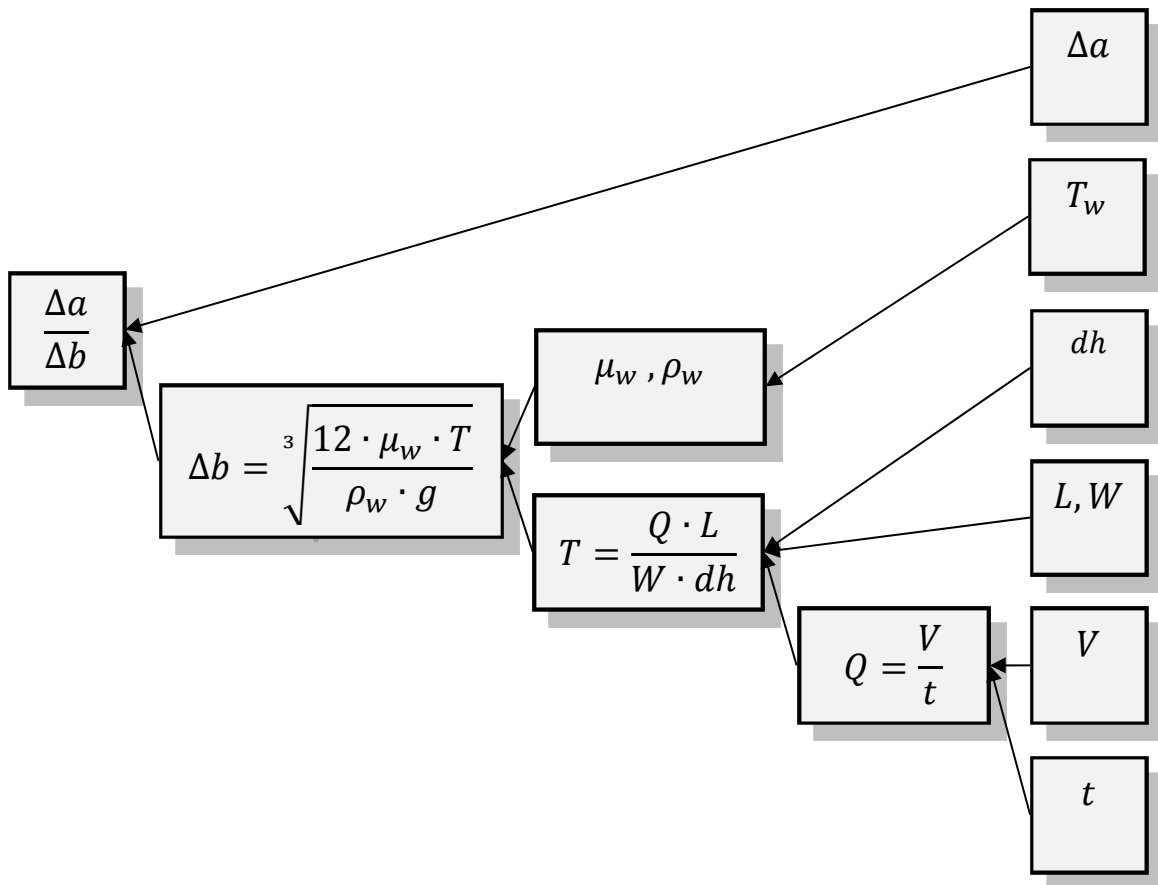 Δa
T_w
dh
Δa/Δb
μ_w , ρ_w
L, W
Δb = ∛((12 · μ_w · T)/(ρ_w · g))
T = (Q · L)/(W · dh)
V
Q = V/t
t